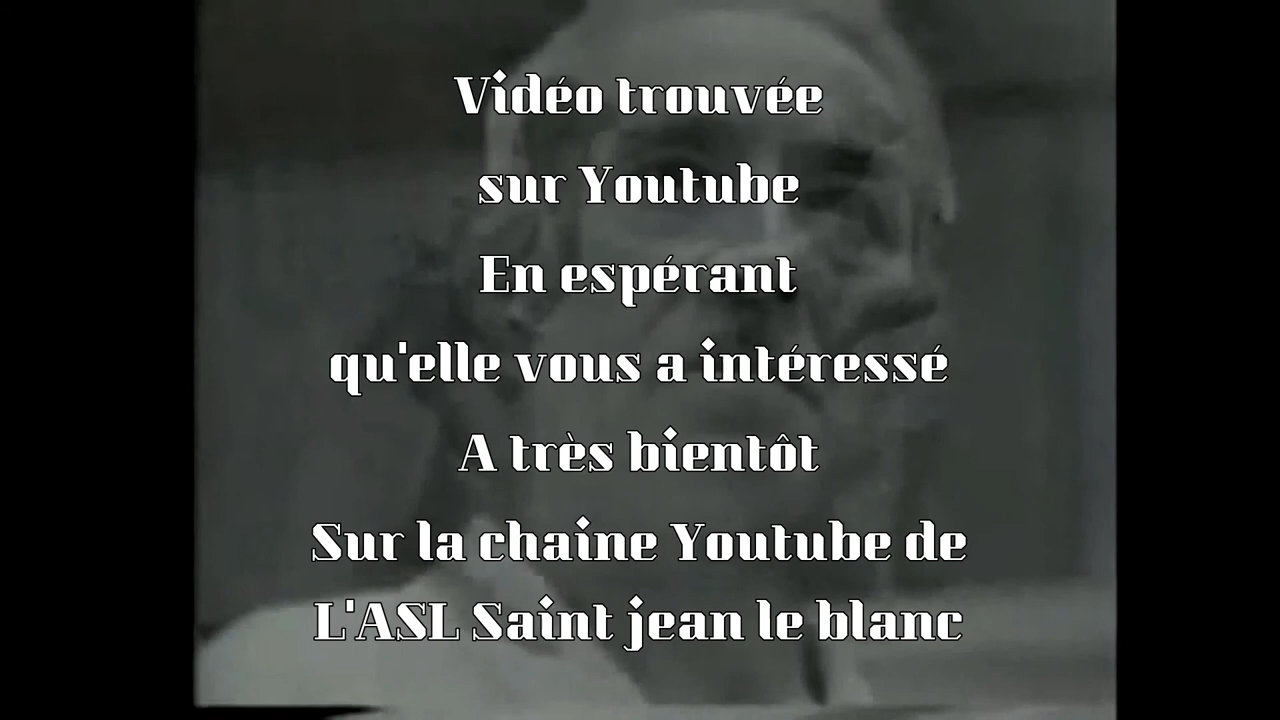 Vidéo trouvée
sur Youtube
En espérant
qu'elle vous a intéressé
A très bientôt
Sur la chaine Youtube de
L'ASL Saint jean le blanc